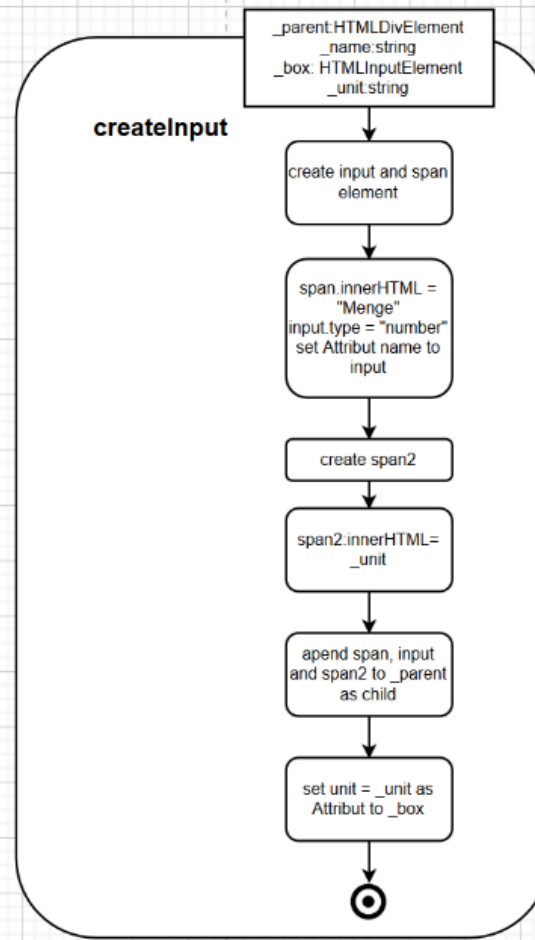 _parent:HTMLDivElement
_name:string
_box: HTMLInputElement
_unit:string
createInput
create input and span
element
span.innerHTML =
"Menge"
input.type = "number"
set Attribut name to
input
create span2
span2:innerHTML=
_unit
apend span, input
and span2 to _parent
as child
set unit = _unit as
Attribut to _box